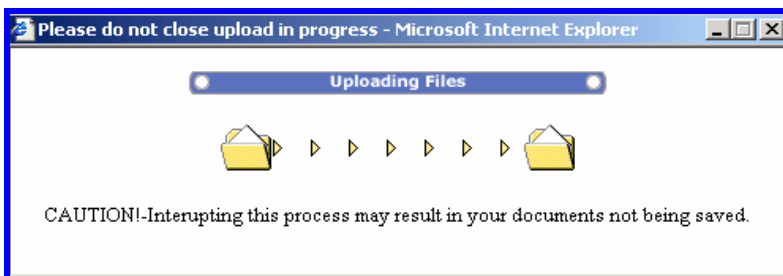 Please do not close upload in progress - Microsoft Internet Explorer
Uploading Files
CAUTION!-Interupting this process may result in your documents not being saved.